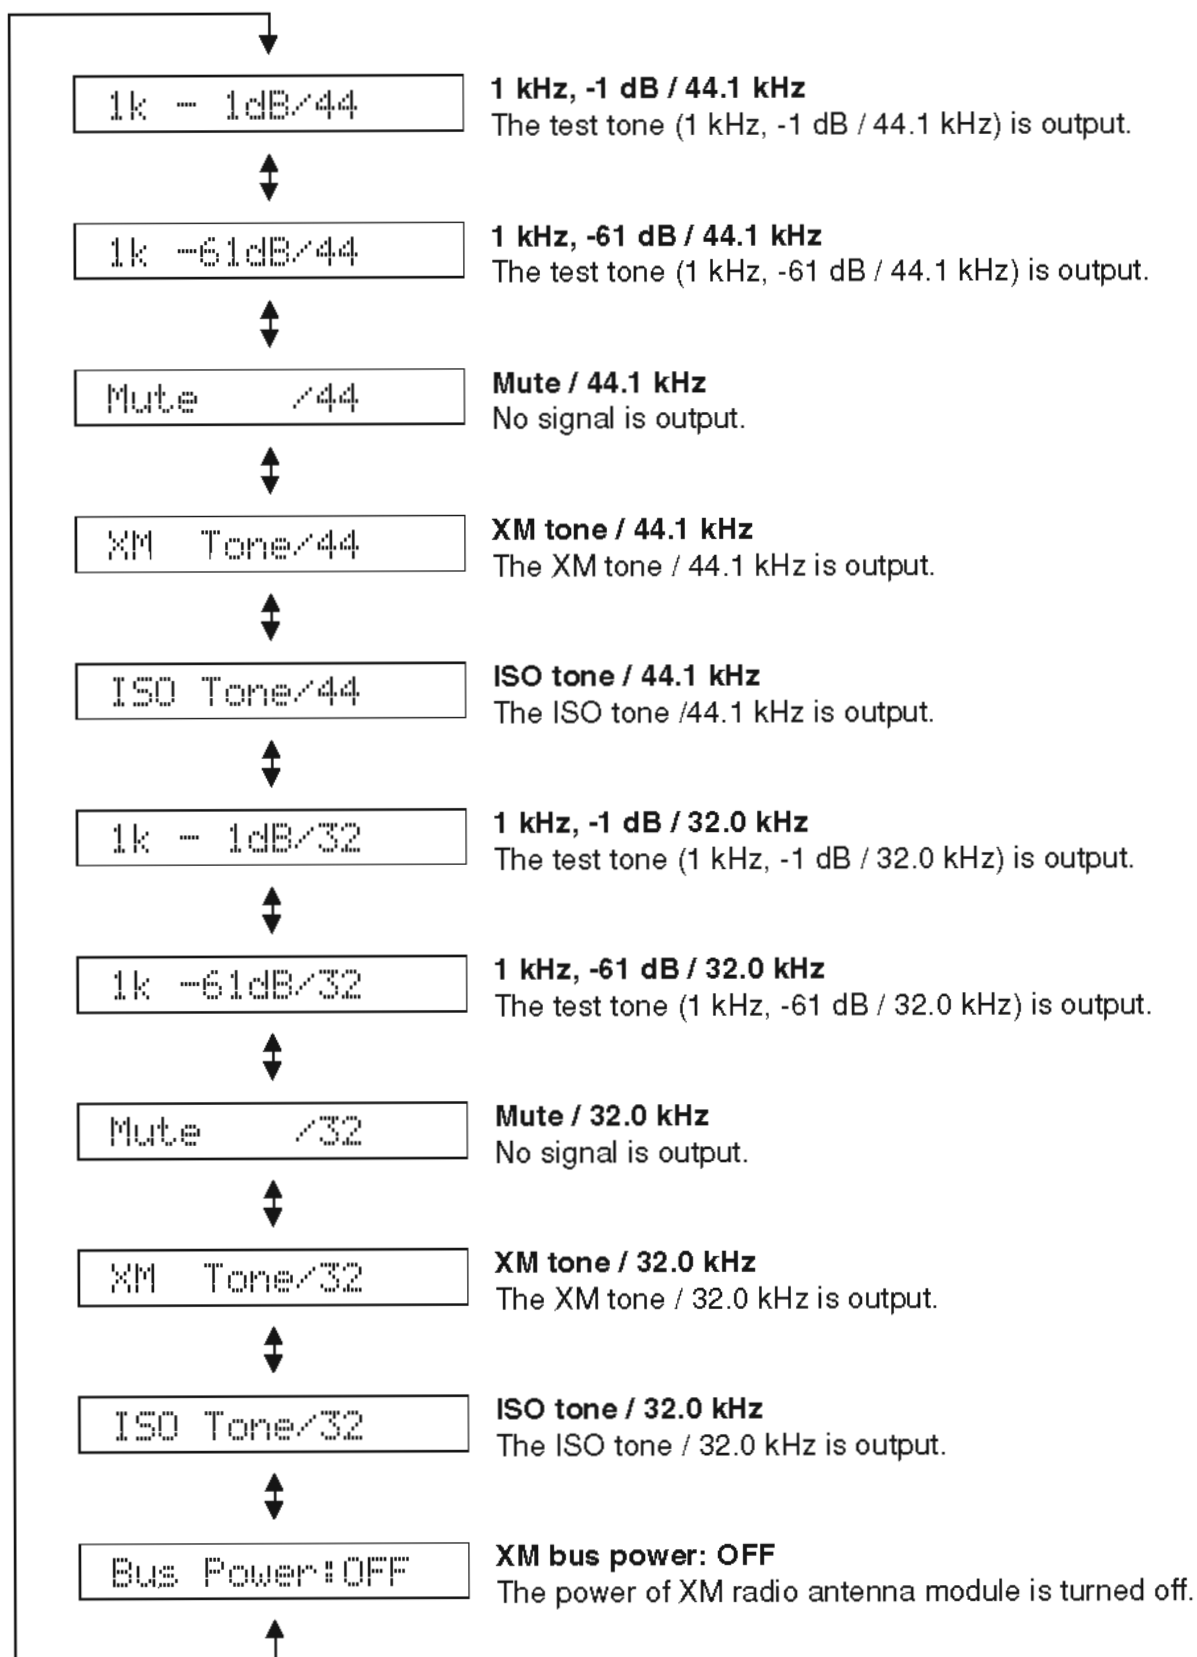 1k - 1dB/44
1 kHz, -1 dB / 44.1 kHz
The test tone (1 kHz, -1 dB / 44.1 kHz) is output.
1k -61dB/44
1 kHz, -61 dB / 44.1 kHz
The test tone (1 kHz, -61 dB / 44.1 kHz) is output.
Mute /44
Mute / 44.1 kHz
No signal is output.
XM Tone/44
XM tone / 44.1 kHz
The XM tone / 44.1 kHz is output.
ISO Tone/44
ISO tone / 44.1 kHz
The ISO tone /44.1 kHz is output.
1k - 1dB/32
1 kHz, -1 dB / 32.0 kHz
The test tone (1 kHz, -1 dB / 32.0 kHz) is output.
1k -61dB/32
1 kHz, -61 dB / 32.0 kHz
The test tone (1 kHz, -61 dB / 32.0 kHz) is output.
Mute /32
Mute / 32.0 kHz
No signal is output.
XM Tone/32
XM tone / 32.0 kHz
The XM tone / 32.0 kHz is output.
ISO Tone/32
ISO tone / 32.0 kHz
The ISO tone / 32.0 kHz is output.
Bus Power:OFF
XM bus power: OFF
The power of XM radio antenna module is turned off.